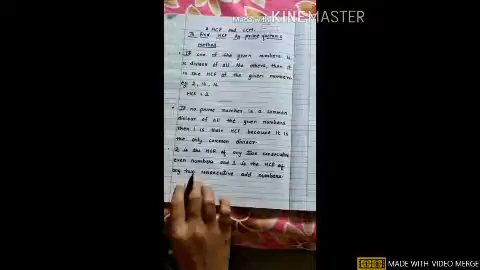 Made with KINEMASTER
* HCF and LCM
To find HCF by prime factors
method
• If one of the given numbers is
a divisor of all the others, then it
is the HCF of the given numbers
eg 2, 12, 16
HCF = 2
• If no prime number is a common
divisor of all the given numbers
then 1 is their HCF because it is
the only common divisor.
• 2 is the HCF of any two consecutive
even numbers and 1 is the HCF of
any two consecutive odd numbers.
MADE WITH VIDEO MERGE